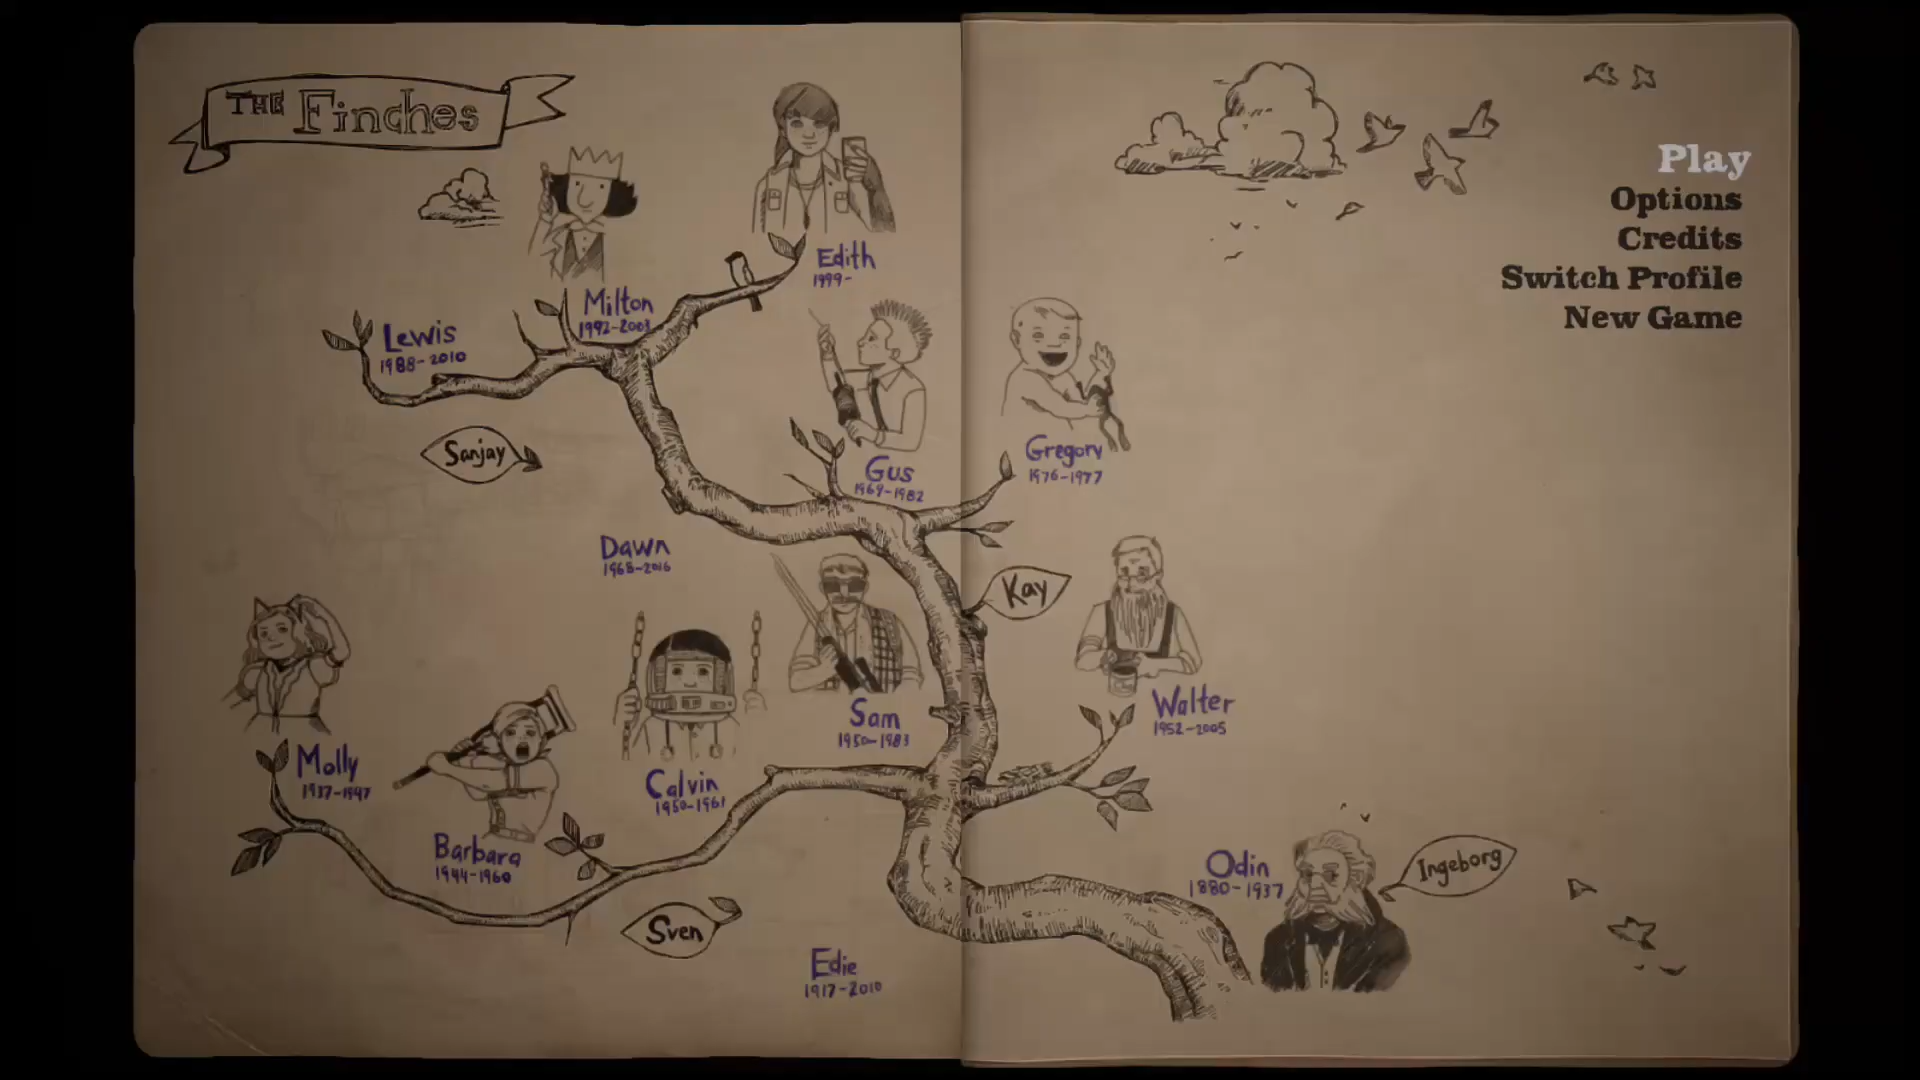 THE Finches
Play
Options
Credits
Switch Profile
New Game
Edith
1999-
Milton
1992-2003
Lewis
1988-2010
Sanjay
Gus
1969-1982
Gregory
1976-1977
Dawn
1968-2016
Kay
Sam
1950-1983
Walter
1952-2005
Molly
1937-1947
Calvin
1950-1961
Barbara
1944-1960
Odin
1880-1937
Ingeborg
Sven
Edie
1917-2010